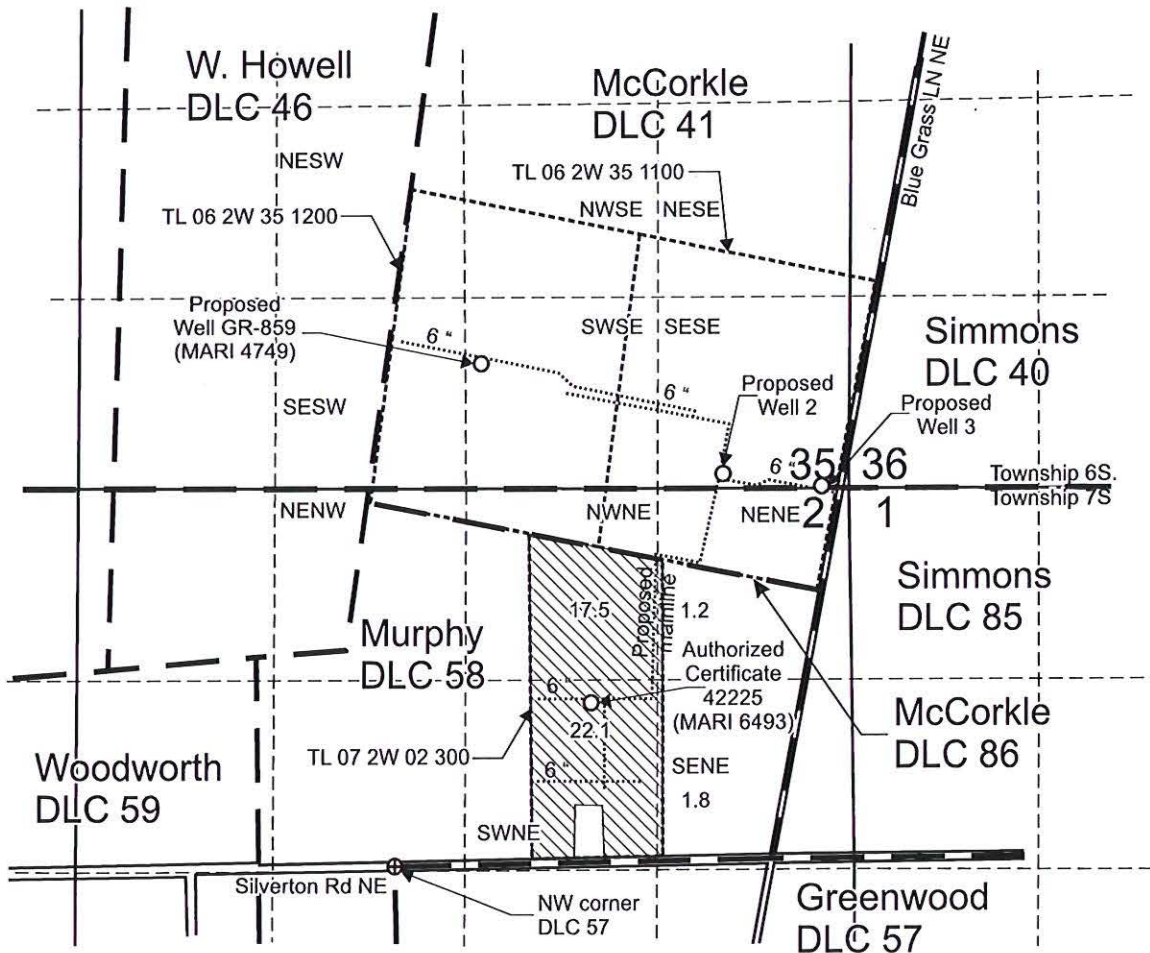 W. Howell
DLC 46
McCorkle
DLC 41
Blue Grass LN NE
NESW
TL 06 2W 35 1100
NWSE
NESE
TL 06 2W 35 1200
Proposed
Well GR-859
(MARI 4749)
6 "
SWSE
SESE
Simmons
DLC 40
6 "
Proposed
Well 2
Proposed
Well 3
SESW
6 "
35
36
Township 6S.
Township 7S
NENW
NWNE
NENE
2
1
Simmons
DLC 85
17.5
Proposed
mainline
1.2
Murphy
DLC 58
Authorized
Certificate
42225
(MARI 6493)
6 "
22.1
McCorkle
DLC 86
TL 07 2W 02 300
Woodworth
DLC 59
6 "
SENE
1.8
SWNE
Silverton Rd NE
NW corner
DLC 57
Greenwood
DLC 57